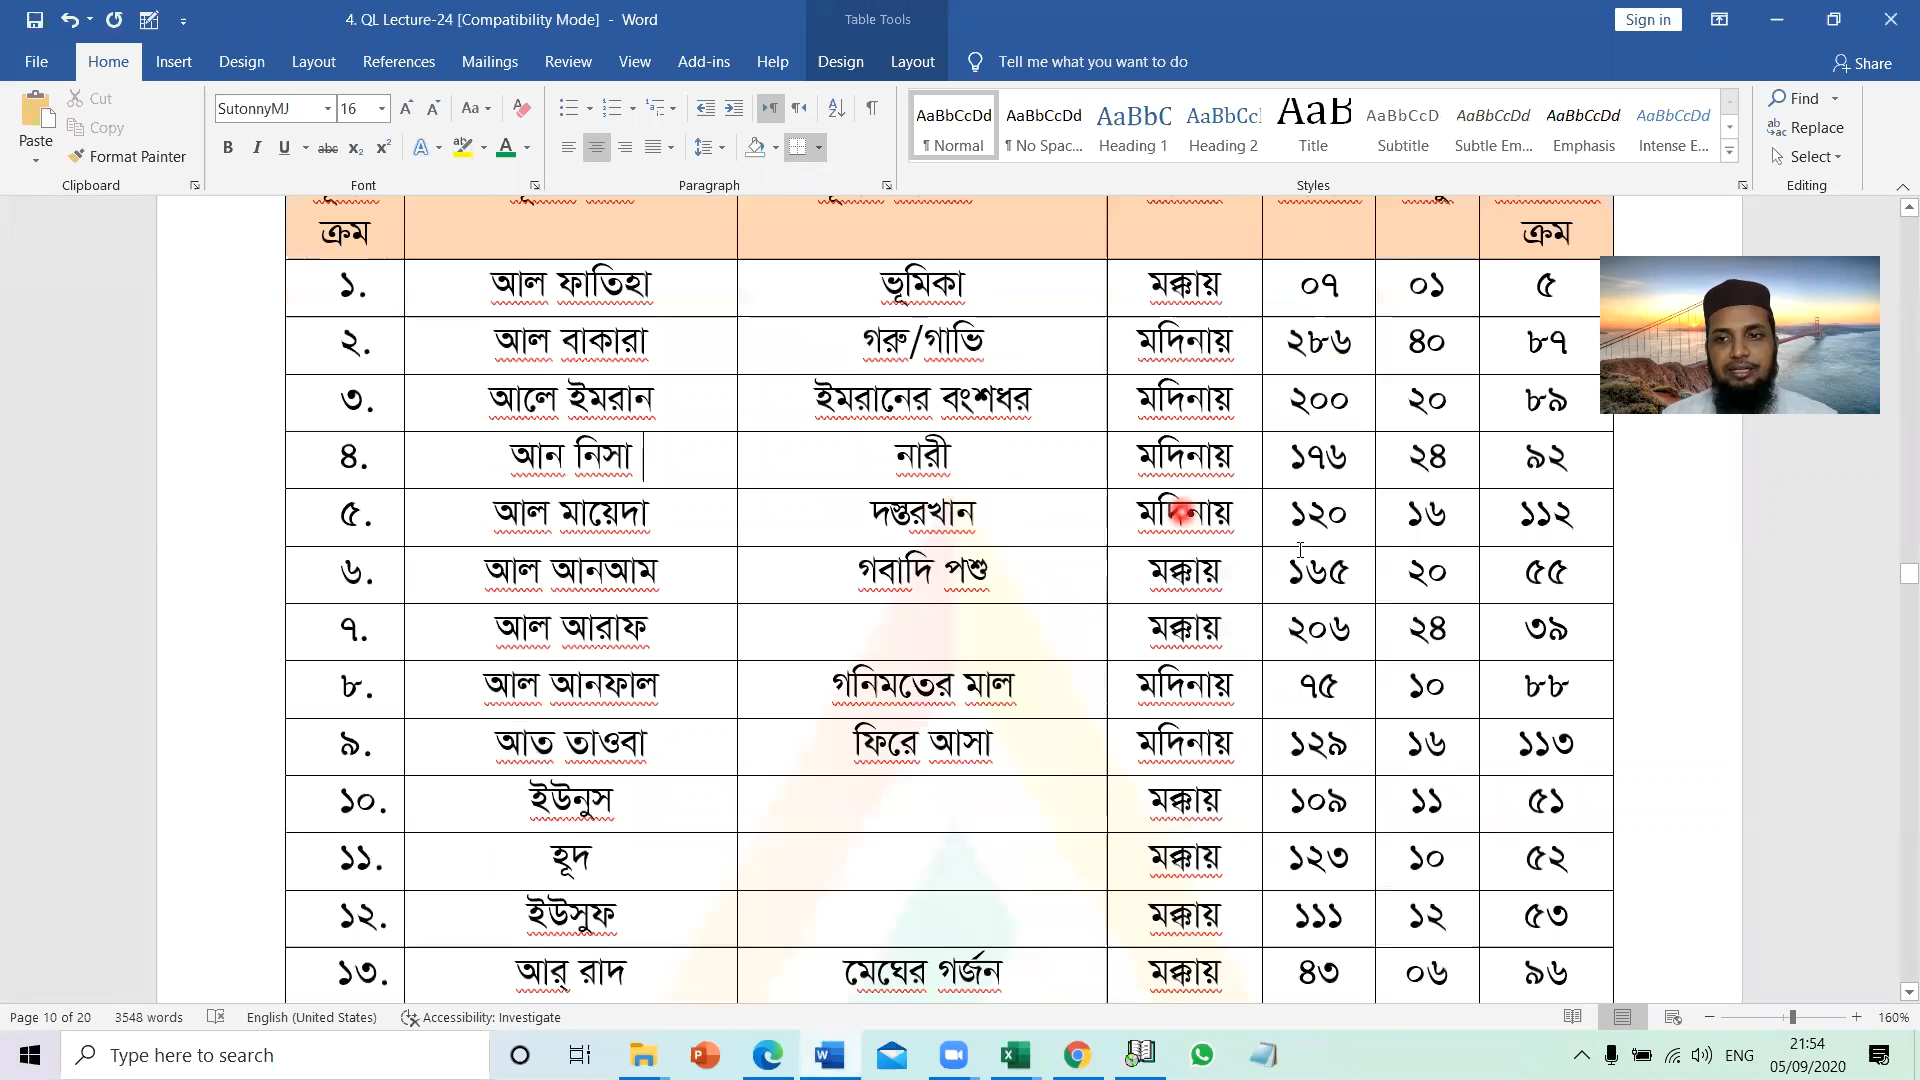 4. QL Lecture-24 [Compatibility Mode] - Word
Table Tools
Sign in
File Home Insert Design Layout References Mailings Review View Add-ins Help Design Layout Tell me what you want to do Share
Cut
Copy
Paste
Format Painter
SutonnyMJ 16
AaBbCcDd AaBbCcDd AaBbC AaBbCcl AaB AaBbCcD AaBbCcDd AaBbCcDd AaBbCcDd
¶ Normal ¶ No Spac... Heading 1 Heading 2 Title Subtitle Subtle Em... Emphasis Intense E...
Find
Replace
Select
Clipboard Font Paragraph Styles Editing
ক্রম ক্রম
১. আল ফাতিহা ভূমিকা মক্কায় ০৭ ০১ ৫
২. আল বাকারা গরু/গাভি মদিনায় ২৮৬ ৪০ ৮৭
৩. আলে ইমরান ইমরানের বংশধর মদিনায় ২০০ ২০ ৮৯
৪. আন নিসা নারী মদিনায় ১৭৬ ২৪ ৯২
৫. আল মায়েদা দস্তরখান মদিনায় ১২০ ১৬ ১১২
৬. আল আনআম গবাদি পশু মক্কায় ১৬৫ ২০ ৫৫
৭. আল আরাফ মক্কায় ২০৬ ২৪ ৩৯
৮. আল আনফাল গনিমতের মাল মদিনায় ৭৫ ১০ ৮৮
৯. আত তাওবা ফিরে আসা মদিনায় ১২৯ ১৬ ১১৩
১০. ইউনুস মক্কায় ১০৯ ১১ ৫১
১১. হূদ মক্কায় ১২৩ ১০ ৫২
১২. ইউসুফ মক্কায় ১১১ ১২ ৫৩
১৩. আর্ রাদ মেঘের গর্জন মক্কায় ৪৩ ০৬ ৯৬
Page 10 of 20 3548 words English (United States) Accessibility: Investigate 160%
Type here to search
ENG
21:54
05/09/2020